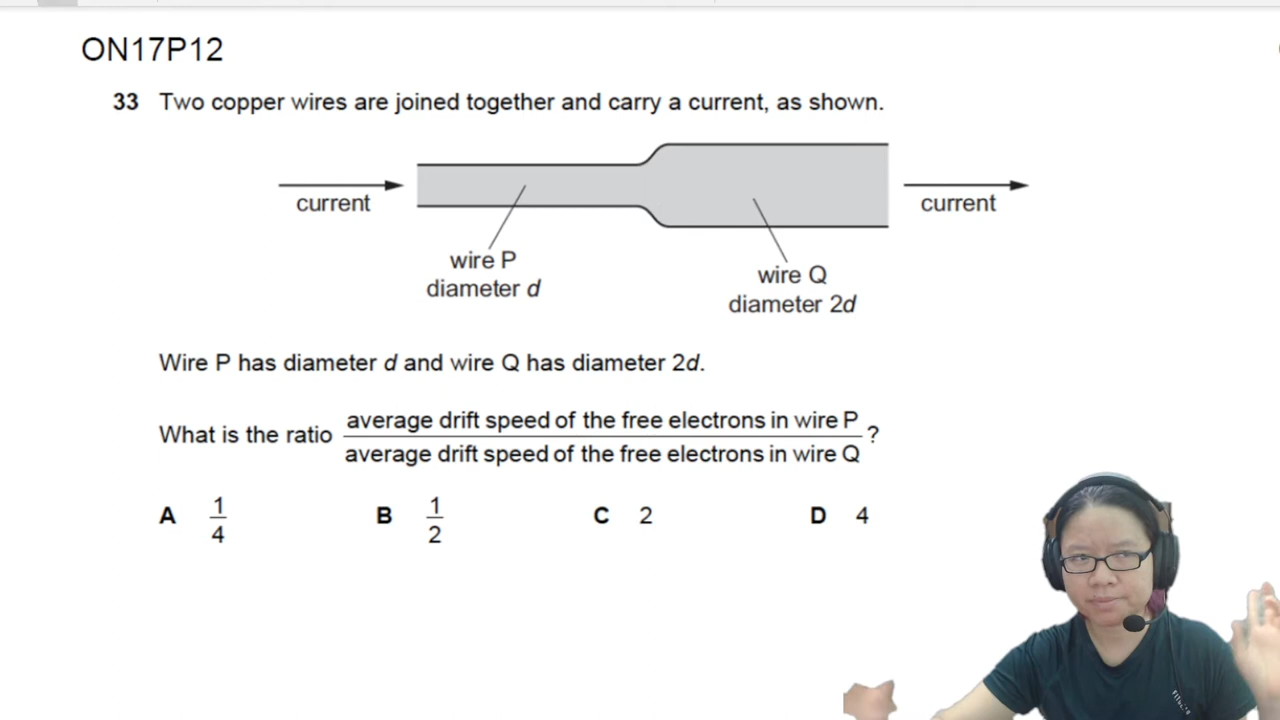 ON17P12
33 Two copper wires are joined together and carry a current, as shown.
current
current
wire P
diameter d
wire Q
diameter 2d
Wire P has diameter d and wire Q has diameter 2d.
What is the ratio average drift speed of the free electrons in wire P / average drift speed of the free electrons in wire Q ?
A 1/4 B 1/2 C 2 D 4